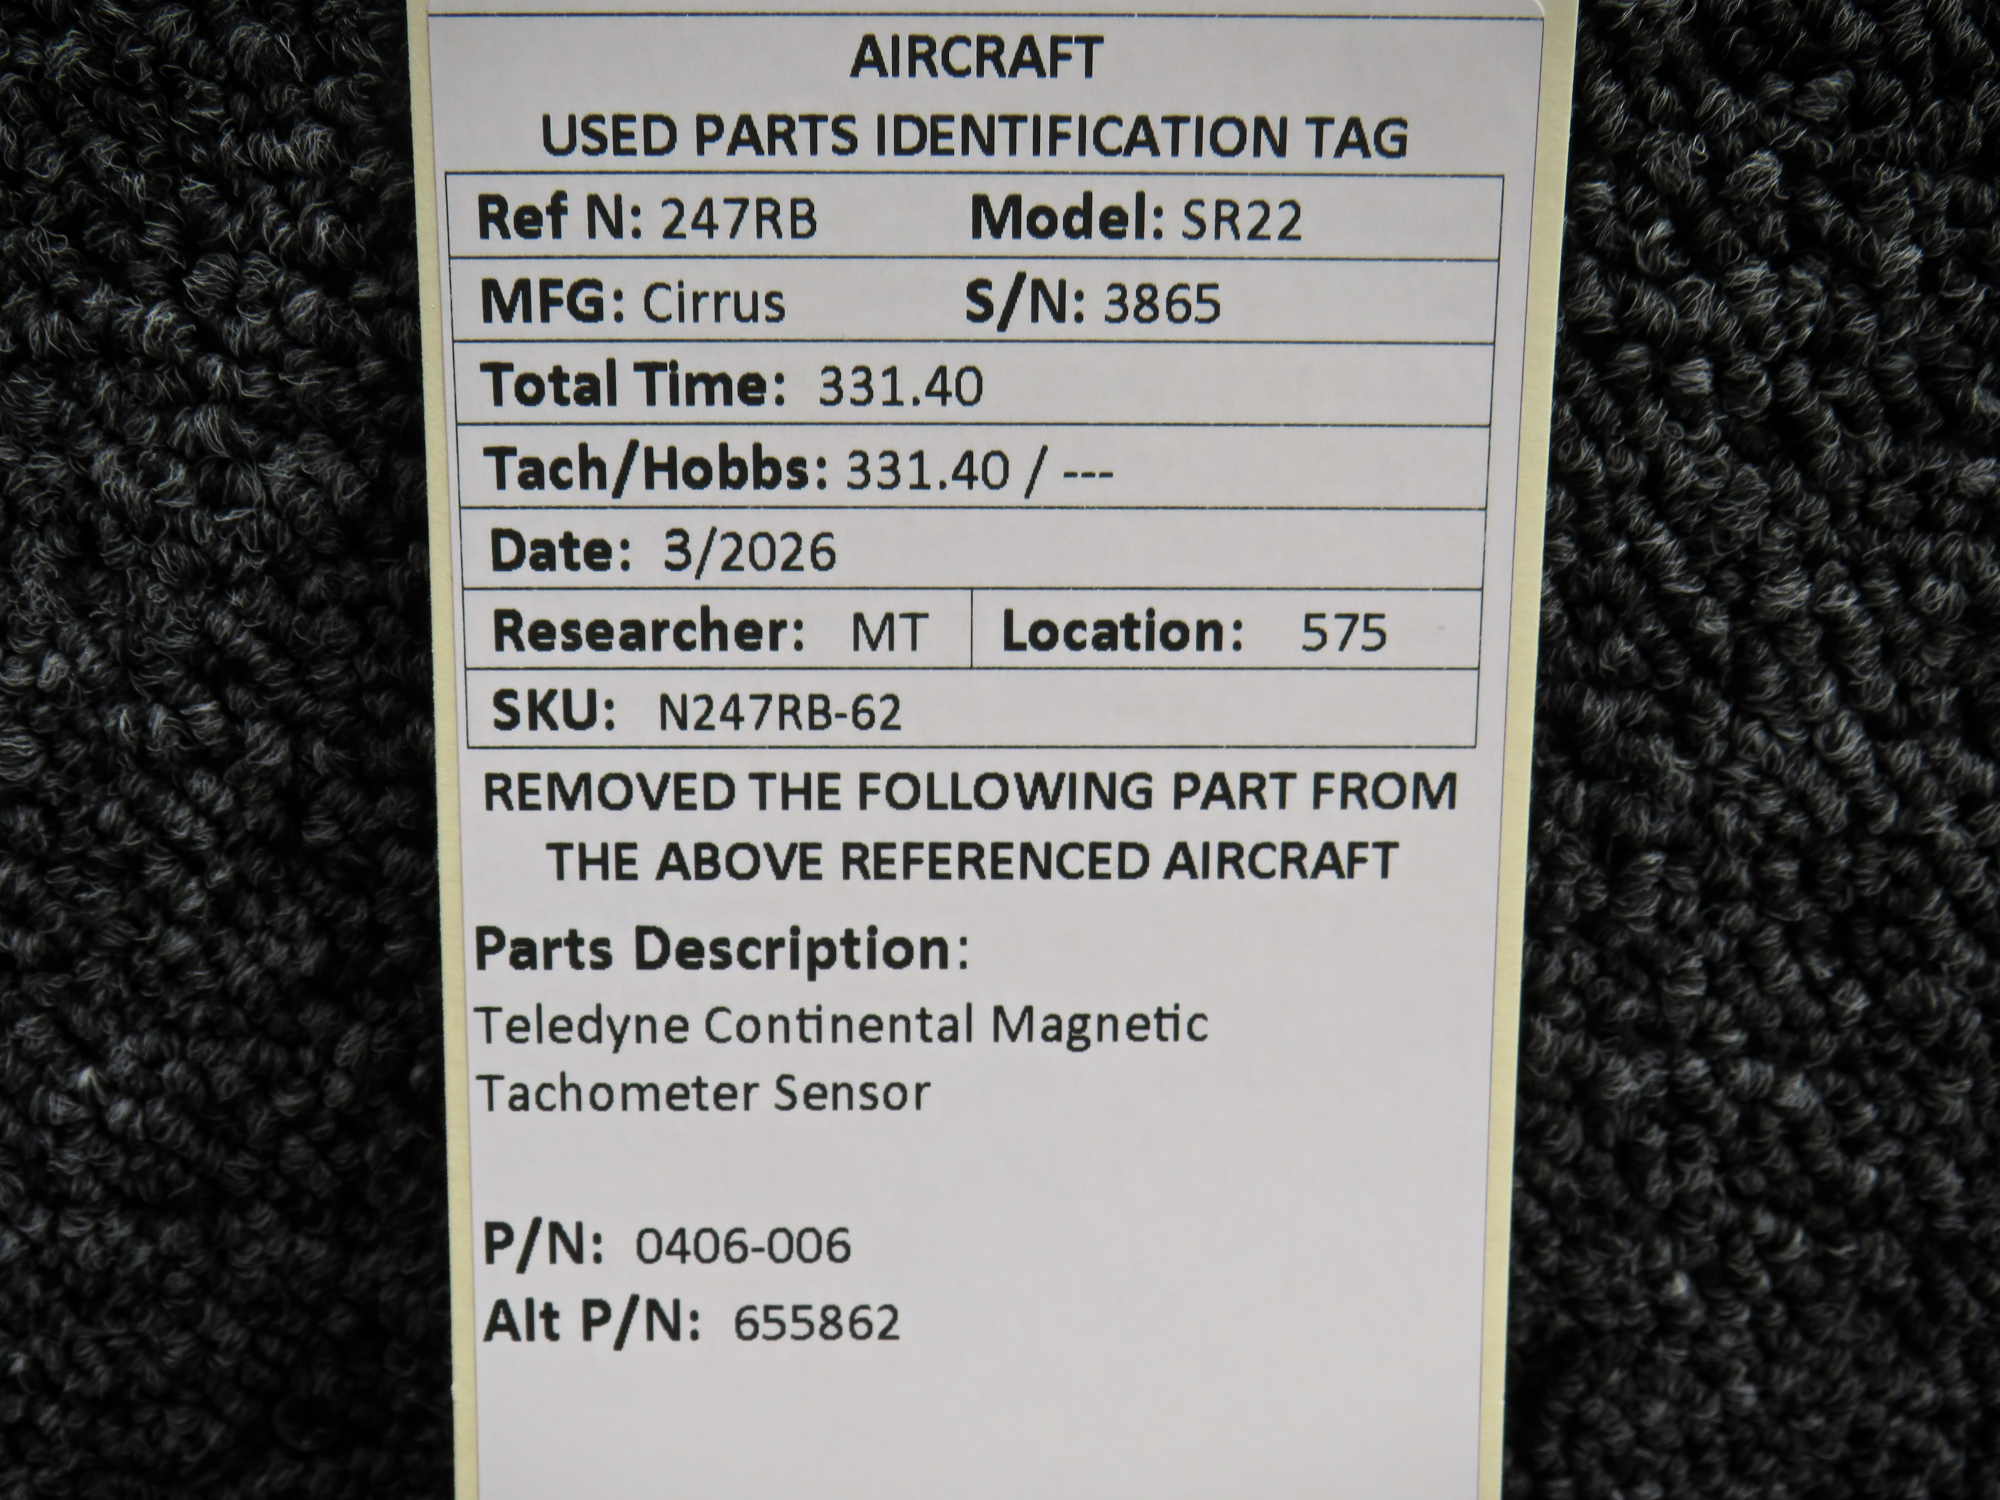 AIRCRAFT
USED PARTS IDENTIFICATION TAG
Ref N: 247RB Model: SR22
MFG: Cirrus S/N: 3865
Total Time: 331.40
Tach/Hobbs: 331.40 / ---
Date: 3/2026
Researcher: MT Location: 575
SKU: N247RB-62
REMOVED THE FOLLOWING PART FROM
THE ABOVE REFERENCED AIRCRAFT
Parts Description:
Teledyne Continental Magnetic
Tachometer Sensor
P/N: 0406-006
Alt P/N: 655862